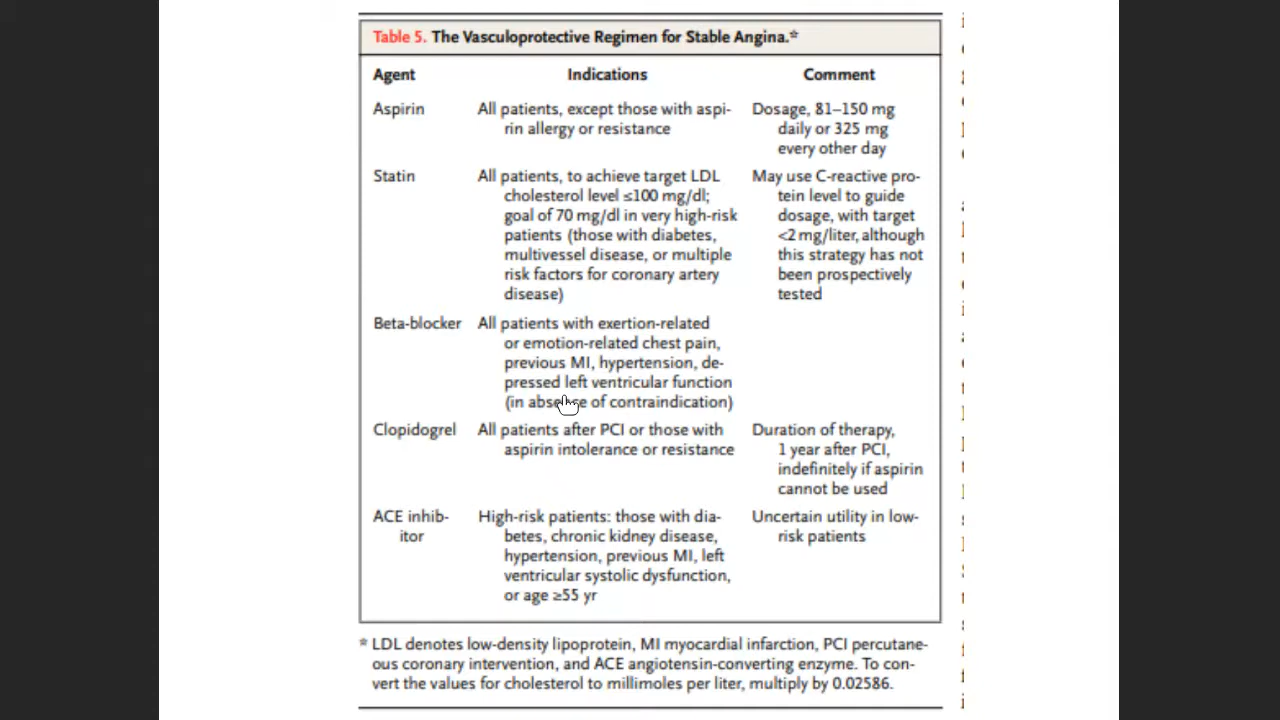 Table 5. The Vasculoprotective Regimen for Stable Angina.*
Agent Indications Comment
Aspirin All patients, except those with aspi- Dosage, 81–150 mg
rin allergy or resistance daily or 325 mg
every other day
Statin All patients, to achieve target LDL May use C-reactive pro-
cholesterol level ≤100 mg/dl; tein level to guide
goal of 70 mg/dl in very high-risk dosage, with target
patients (those with diabetes, <2 mg/liter, although
multivessel disease, or multiple this strategy has not
risk factors for coronary artery been prospectively
disease) tested
Beta-blocker All patients with exertion-related
or emotion-related chest pain,
previous MI, hypertension, de-
pressed left ventricular function
(in absence of contraindication)
Clopidogrel All patients after PCI or those with Duration of therapy,
aspirin intolerance or resistance 1 year after PCI,
indefinitely if aspirin
cannot be used
ACE inhib- High-risk patients: those with dia- Uncertain utility in low-
itor betes, chronic kidney disease, risk patients
hypertension, previous MI, left
ventricular systolic dysfunction,
or age ≥55 yr
* LDL denotes low-density lipoprotein, MI myocardial infarction, PCI percutane-
ous coronary intervention, and ACE angiotensin-converting enzyme. To con-
vert the values for cholesterol to millimoles per liter, multiply by 0.02586.